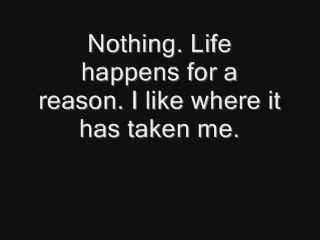 Nothing. Life
happens for a
reason. I like where it
has taken me.